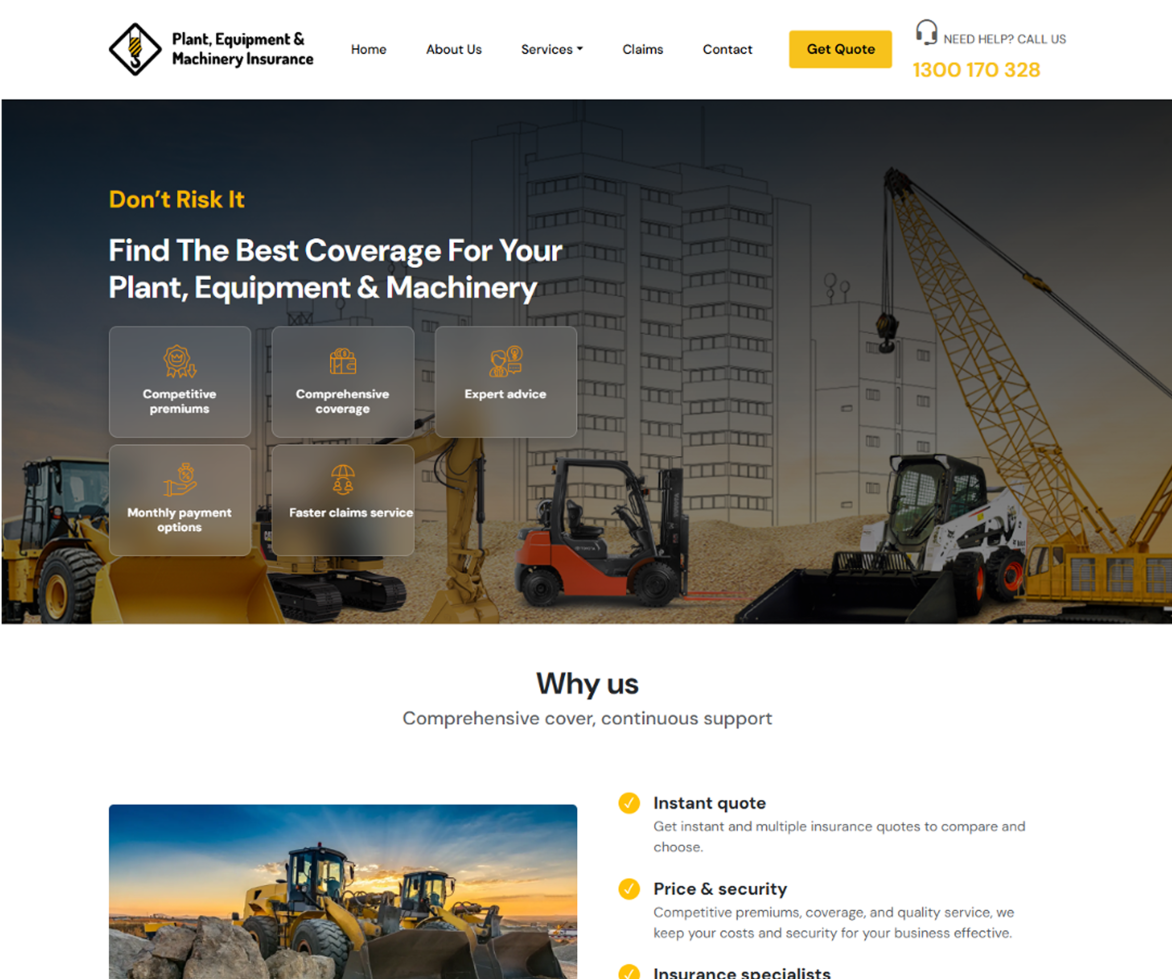 Plant, Equipment &
Machinery Insurance
Home
About Us
Services
Claims
Contact
Get Quote
NEED HELP? CALL US
1300 170 328
Don't Risk It
Find The Best Coverage For Your
Plant, Equipment & Machinery
Competitive
premiums
Comprehensive
coverage
Expert advice
Monthly payment
options
Faster claims service
Why us
Comprehensive cover, continuous support
Instant quote
Get instant and multiple insurance quotes to compare and
choose.
Price & security
Competitive premiums, coverage, and quality service, we
keep your costs and security for your business effective.
Insurance specialists